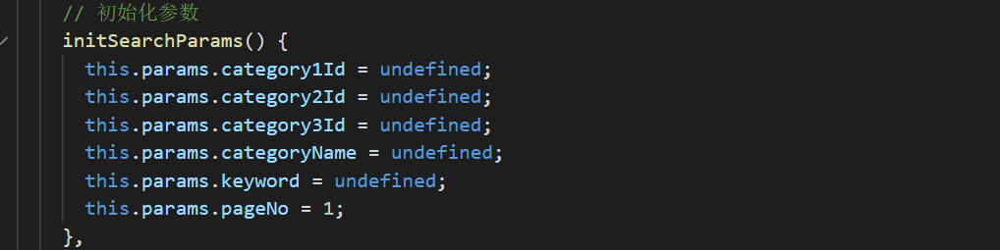 // 初始化参数
initSearchParams() {
this.params.category1Id = undefined;
this.params.category2Id = undefined;
this.params.category3Id = undefined;
this.params.categoryName = undefined;
this.params.keyword = undefined;
this.params.pageNo = 1;
},